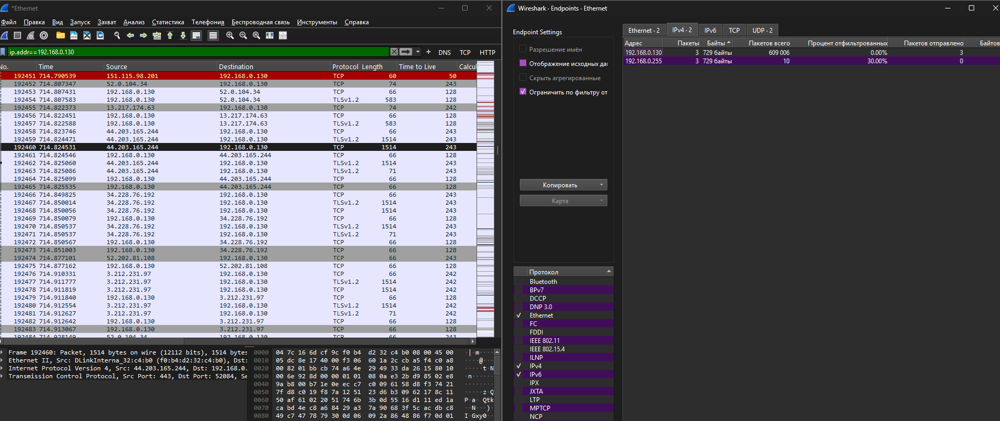 *Ethernet
Файл Правка Вид Запуск Захват Анализ Статистика Телефония Беспроводная связь Инструменты Справка
ip.addr==192.168.0.130 + DNS TCP HTTP
No. Time Source Destination Protocol Length Time to Live Calcul
192451 714.790539 151.115.98.201 192.168.0.130 TCP 60 50
192452 714.807347 52.0.104.34 192.168.0.130 TCP 74 243
192453 714.807431 192.168.0.130 52.0.104.34 TCP 66 128
192454 714.807583 192.168.0.130 52.0.104.34 TLSv1.2 583 128
192455 714.822373 13.217.174.63 192.168.0.130 TCP 74 242
192456 714.822451 192.168.0.130 13.217.174.63 TCP 66 128
192457 714.822588 192.168.0.130 13.217.174.63 TLSv1.2 583 128
192458 714.823746 44.203.165.244 192.168.0.130 TCP 66 243
192459 714.824471 44.203.165.244 192.168.0.130 TLSv1.2 1514 243
192460 714.824531 44.203.165.244 192.168.0.130 TCP 1514 243
192461 714.824546 192.168.0.130 44.203.165.244 TCP 66 128
192462 714.825060 44.203.165.244 192.168.0.130 TLSv1.2 1514 243
192463 714.825086 44.203.165.244 192.168.0.130 TLSv1.2 71 243
192464 714.825099 192.168.0.130 44.203.165.244 TCP 66 128
192465 714.825535 192.168.0.130 44.203.165.244 TCP 66 128
192466 714.849825 34.228.76.192 192.168.0.130 TCP 66 243
192467 714.850014 34.228.76.192 192.168.0.130 TLSv1.2 1514 243
192468 714.850056 34.228.76.192 192.168.0.130 TCP 1514 243
192469 714.850079 192.168.0.130 34.228.76.192 TCP 66 128
192470 714.850537 34.228.76.192 192.168.0.130 TLSv1.2 1514 243
192471 714.850537 34.228.76.192 192.168.0.130 TLSv1.2 71 243
192472 714.850567 192.168.0.130 34.228.76.192 TCP 66 128
192473 714.851003 192.168.0.130 34.228.76.192 TCP 66 128
192474 714.877101 52.202.81.108 192.168.0.130 TCP 66 243
192475 714.877162 192.168.0.130 52.202.81.108 TCP 66 128
192476 714.910331 3.212.231.97 192.168.0.130 TCP 66 242
192477 714.911777 3.212.231.97 192.168.0.130 TLSv1.2 1514 242
192478 714.911819 3.212.231.97 192.168.0.130 TCP 1514 242
192479 714.911840 192.168.0.130 3.212.231.97 TCP 66 128
192480 714.912554 3.212.231.97 192.168.0.130 TLSv1.2 1514 242
192481 714.912627 3.212.231.97 192.168.0.130 TLSv1.2 71 242
192482 714.912642 192.168.0.130 3.212.231.97 TCP 66 128
192483 714.913067 192.168.0.130 3.212.231.97 TCP 66 128
192484 714.928149 52.0.104.34 192.168.0.130 TCP 66 243
Frame 192460: Packet, 1514 bytes on wire (12112 bits), 1514 bytes
Ethernet II, Src: DLinkInterna_32:c4:b0 (f0:b4:d2:32:c4:b0), Dst:
Internet Protocol Version 4, Src: 44.203.165.244, Dst: 192.168.0.
Transmission Control Protocol, Src Port: 443, Dst Port: 52084, Se
0000 04 7c 16 6d cf 9c f0 b4 d2 32 c4 b0 08 00 45 00 ·|·m····
0010 05 dc 8e 17 40 00 f3 06 60 1a 2c cb a5 f4 c0 a8 ····@···
0020 00 82 01 bb cb 74 a6 4e 29 49 33 da 26 15 80 10 ·····t·N
0030 00 6e 92 8d 00 00 01 01 08 0a e3 2b d9 85 02 e8 ·n······
0040 9a b8 00 b7 1e 0e ec c7 c0 09 61 58 d8 f3 74 21 ········
0050 7f d8 c0 19 f8 7a 12 51 23 d6 b3 09 62 17 8c 11 ·····z·Q
0060 50 af 61 02 20 51 74 6b 3b 0d 55 16 d1 11 ed 1a P·a· Qtk
0070 ca bd 4e c8 a6 84 29 a3 7a 90 68 3f 5c ac db c8 ··N···)·
0080 49 c7 47 78 79 30 0d 06 09 2a 86 48 86 f7 0d 01 I·Gxy0··
Wireshark · Endpoints · Ethernet
Endpoint Settings
Разрешение имён
Отображение исходных да
Скрыть агрегированные
Ограничить по фильтру от
Копировать
Карта
Протокол
Bluetooth
BPv7
DCCP
DNP 3.0
Ethernet
FC
FDDI
IEEE 802.11
IEEE 802.15.4
ILNP
IPv4
IPv6
IPX
JXTA
LTP
MPTCP
NCP
Ethernet · 2 IPv4 · 2 IPv6 TCP UDP · 2
Адрес Пакеты Байты Пакетов всего Процент отфильтрованных Пакетов отправлено Байтов
192.168.0.130 3 729 байты 609 006 0.00% 3
192.168.0.255 3 729 байты 10 30.00% 0